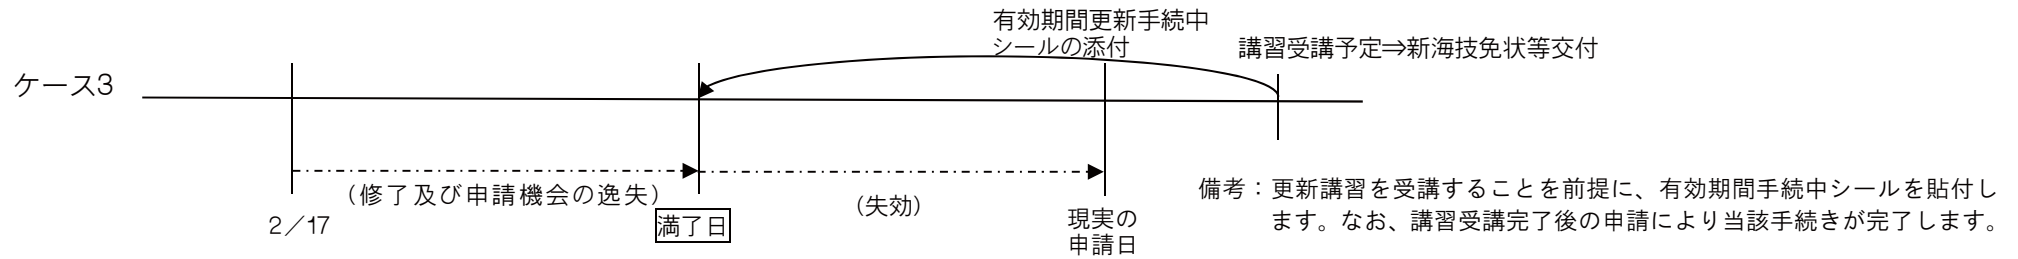 有効期間更新手続中
シールの添付
講習受講予定⇒新海技免状等交付
ケース3
（修了及び申請機会の逸失）
（失効）
2／17
満了日
現実の
申請日
備考：更新講習を受講することを前提に、有効期間手続中シールを貼付し
ます。なお、講習受講完了後の申請により当該手続きが完了します。